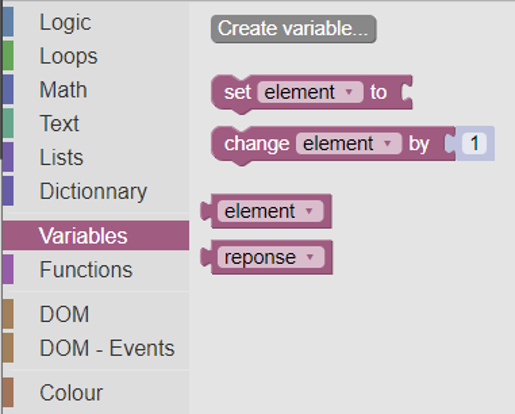 Logic
Loops
Math
Text
Lists
Dictionnary
Variables
Functions
DOM
DOM - Events
Colour
Create variable...
set element to
change element by 1
element
reponse